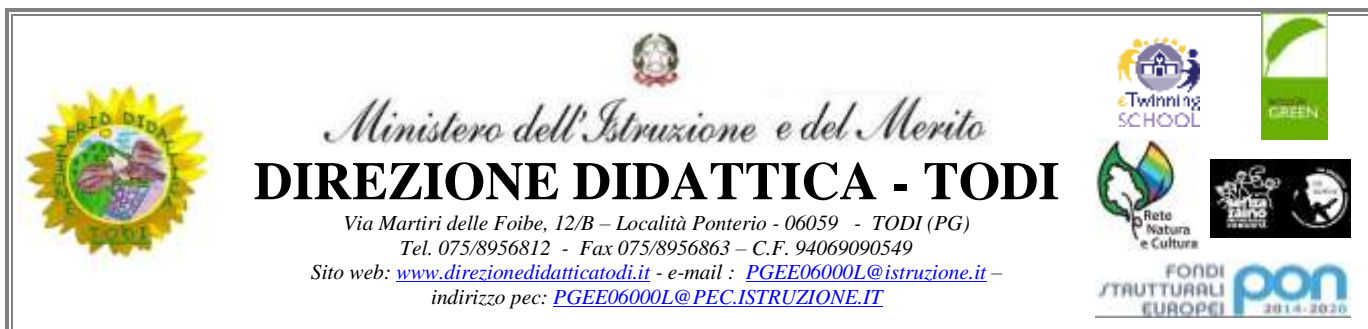 Ministero dell'Istruzione e del Merito
DIREZIONE DIDATTICA - TODI
Via Martiri delle Foibe, 12/B – Località Ponterio - 06059 - TODI (PG)
Tel. 075/8956812 - Fax 075/8956863 – C.F. 94069090549
Sito web: www.direzionedidatticatodi.it - e-mail : PGEE06000L@istruzione.it –
indirizzo pec: PGEE06000L@PEC.ISTRUZIONE.IT
TODI
eTwinning
SCHOOL
GREEN
Rete
Natura
e Cultura
senza
zaino
FONDI
STRUTTURALI
EUROPEI
pon
2014-2020